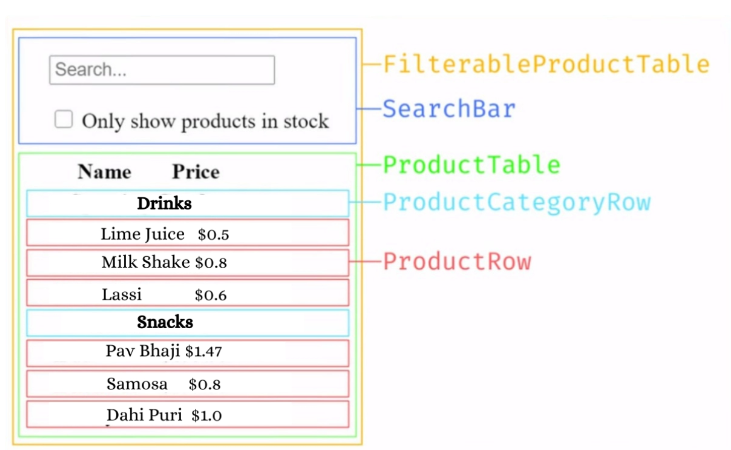 Search...
FilterableProductTable
Only show products in stock
SearchBar
Name Price
ProductTable
Drinks
ProductCategoryRow
Lime Juice $0.5
Milk Shake $0.8
ProductRow
Lassi $0.6
Snacks
Pav Bhaji $1.47
Samosa $0.8
Dahi Puri $1.0